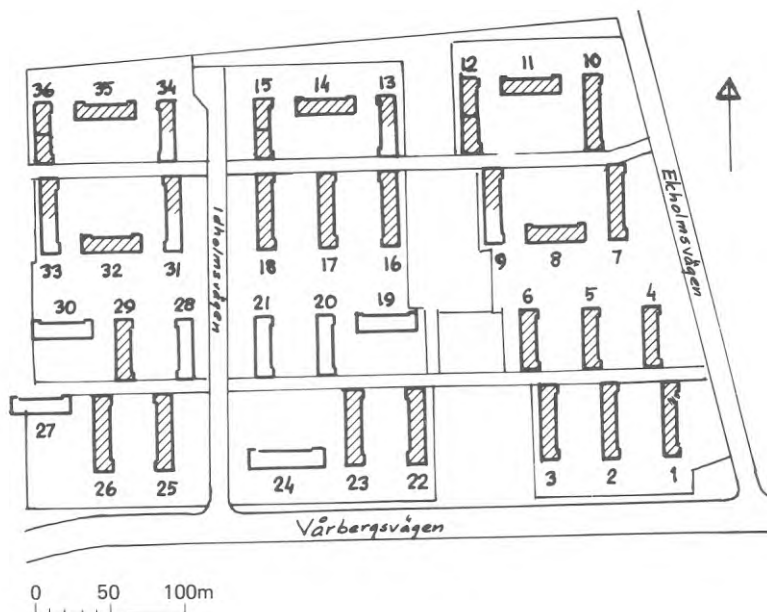 36 35 34 15 14 13 12 11 10
33 32 31 18 17 16 9 8 7
Idholmsvägen
Ekholmsvägen
30 29 28 21 20 19 6 5 4
27 26 25 24 23 22 3 2 1
Vårbergsvägen
0 50 100m